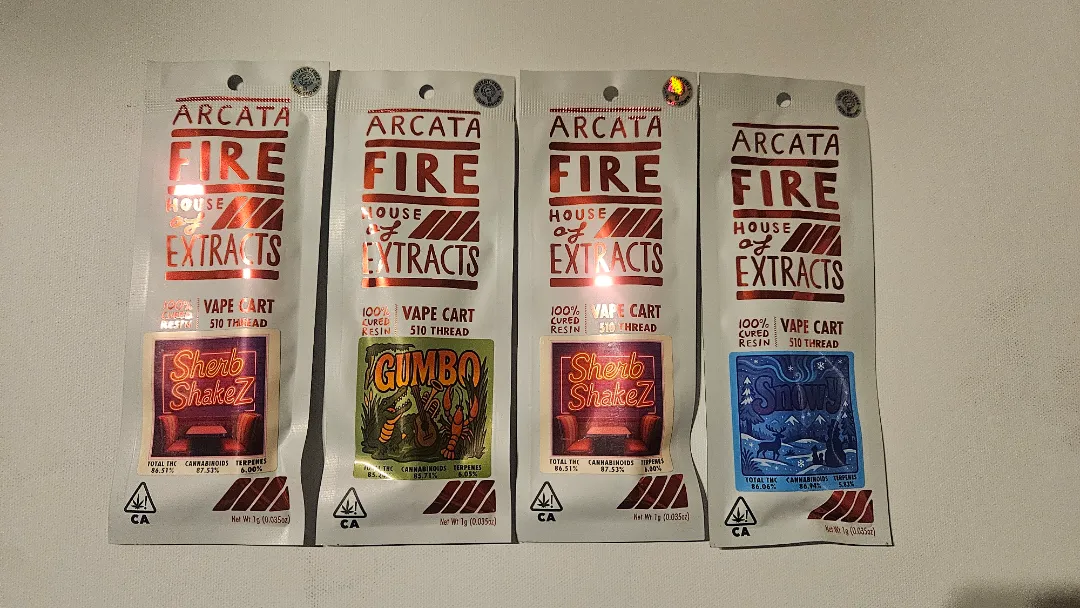 ARCATA
FIRE
HOUSE
of
EXTRACTS
100%
CURED
RESIN
VAPE CART
510 THREAD
Sherb
ShakeZ
TOTAL THC CANNABINOIDS TERPENES
86.51% 87.53% 6.00%
CA
Net Wt 1g (0.035oz)
ARCATA
FIRE
HOUSE
of
EXTRACTS
100%
CURED
RESIN
VAPE CART
510 THREAD
GUMBO
TOTAL THC CANNABINOIDS TERPENES
85.71% 6.05%
CA
Net Wt 1g (0.035oz)
ARCATA
FIRE
HOUSE
of
EXTRACTS
100%
CURED
RESIN
VAPE CART
510 THREAD
Sherb
ShakeZ
TOTAL THC CANNABINOIDS TERPENES
86.51% 87.53% 6.00%
CA
Net Wt 1g (0.035oz)
ARCATA
FIRE
HOUSE
of
EXTRACTS
100%
CURED
RESIN
VAPE CART
510 THREAD
Snowy
TOTAL THC CANNABINOIDS TERPENES
86.06% 86.94% 5.83%
CA
Net Wt 1g (0.035oz)